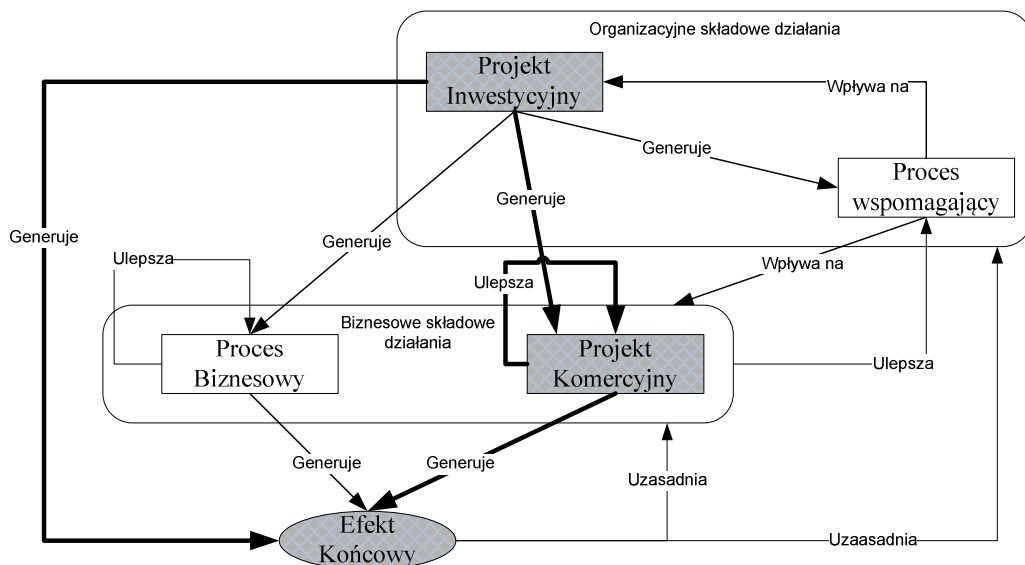 Organizacyjne składowe działania
Projekt
Inwestycyjny
Wpływa na
Generuje
Proces
wspomagający
Generuje
Generuje
Generuje
Ulepsza
Wpływa na
Ulepsza
Biznesowe składowe
działania
Proces
Biznesowy
Projekt
Komercyjny
Ulepsza
Generuje
Generuje
Uzasadnia
Efekt
Końcowy
Uzaasadnia